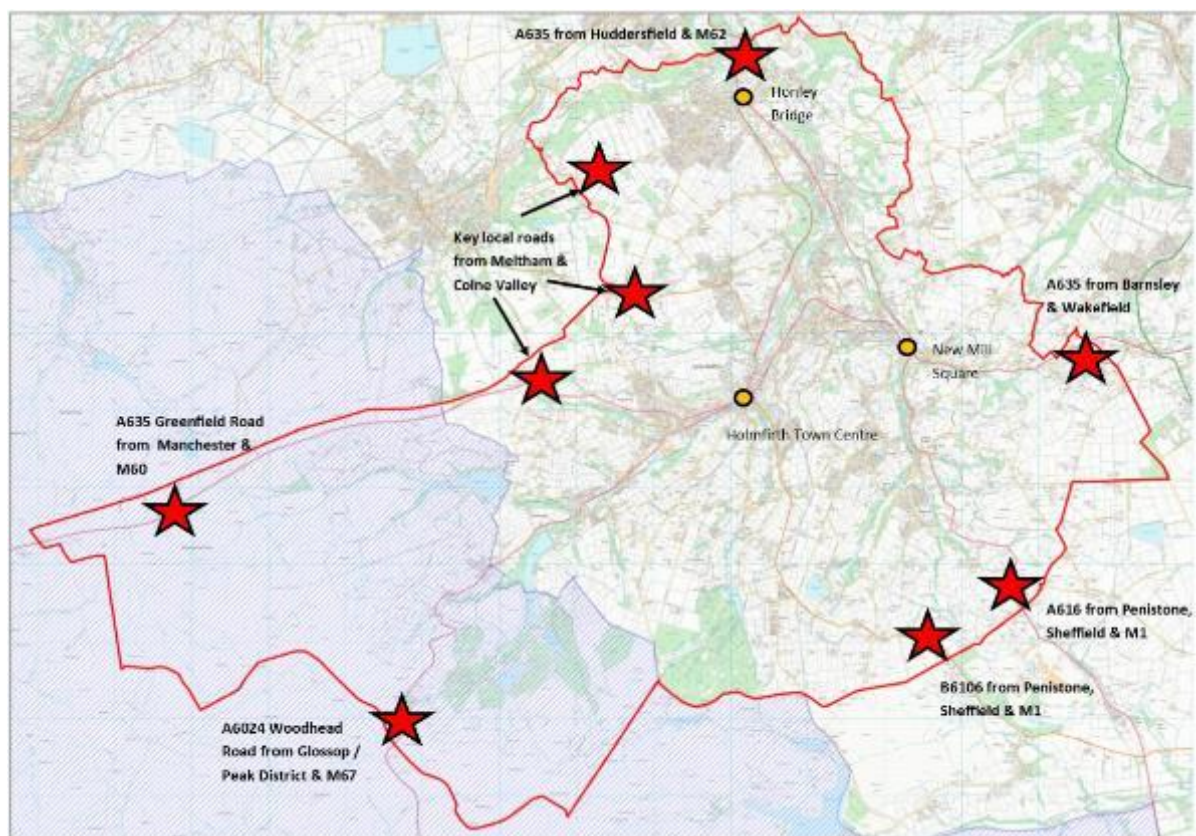 A635 from Huddersfield & M62
Honley
Bridge
Key local roads
from Meltham &
Colne Valley
A635 from Barnsley
& Wakefield
New Mill
Square
A635 Greenfield Road
from Manchester &
M60
Holmfirth Town Centre
A616 from Penistone,
Sheffield & M1
B6106 from Penistone,
Sheffield & M1
A6024 Woodhead
Road from Glossop /
Peak District & M67